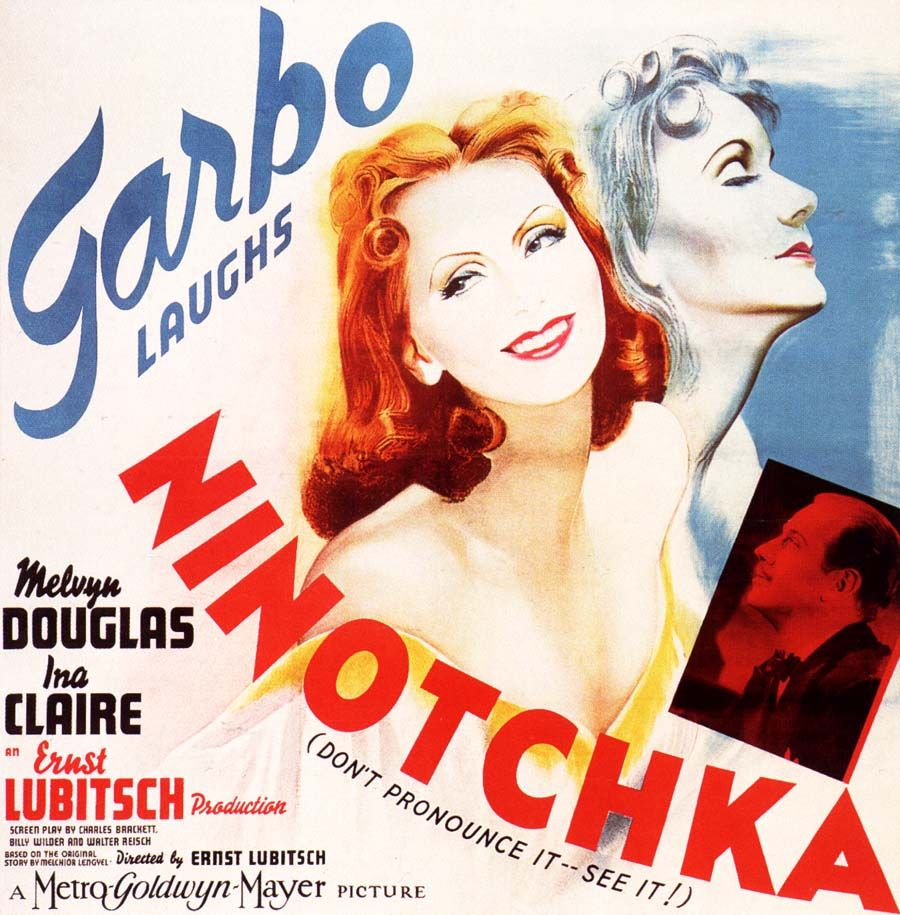 Garbo
LAUGHS
NINOTCHKA
(DON'T PRONOUNCE IT--SEE IT!)
Melvyn
DOUGLAS
Ina
CLAIRE
AN Ernst
LUBITSCH Production
SCREEN PLAY BY CHARLES BRACKETT,
BILLY WILDER AND WALTER REISCH
BASED ON THE ORIGINAL
STORY BY MELCHIOR LENGYEL · Directed by ERNST LUBITSCH
A Metro-Goldwyn-Mayer PICTURE